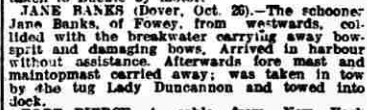 JANE BANKS (Dover, Oct. 26).—The schooner
Jane Banks, of Fowey, from westwards, col-
lided with the breakwater carrying away bow-
sprit and damaging bows. Arrived in harbour
without assistance. Afterwards fore mast and
maintopmast carried away; was taken in tow
by the tug Lady Duncannon and towed into
dock.